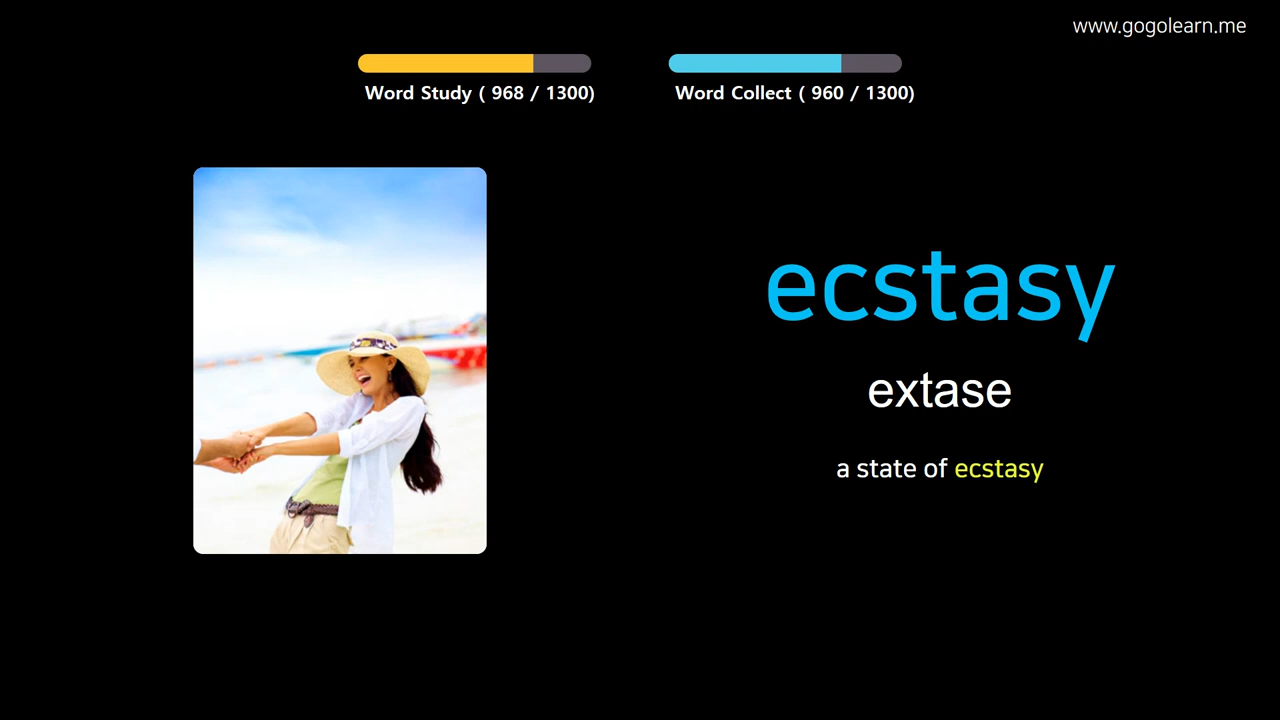 www.gogolearn.me
Word Study ( 968 / 1300)
Word Collect ( 960 / 1300)
ecstasy
extase
a state of ecstasy